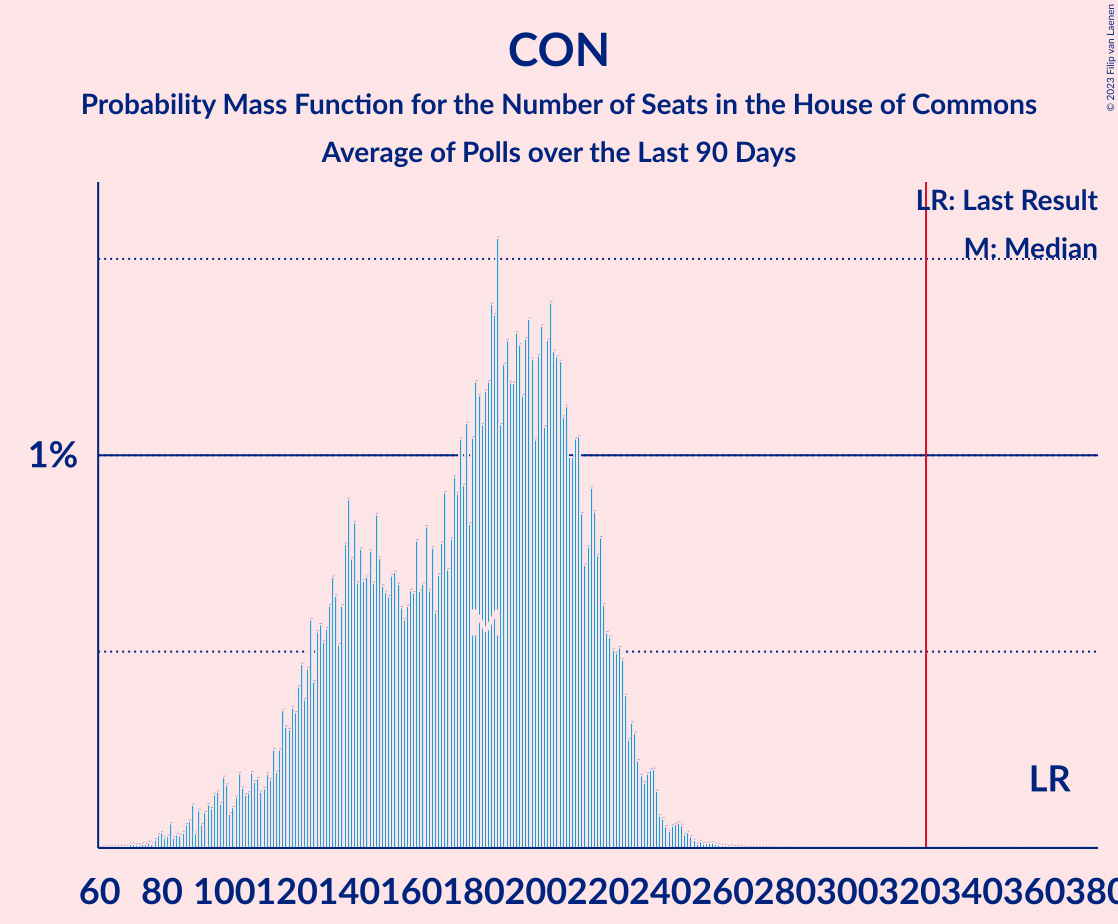 CON
Probability Mass Function for the Number of Seats in the House of Commons
Average of Polls over the Last 90 Days
© 2023 Filip van Laenen
LR: Last Result
M: Median
1%
M
LR
60 80 100 120 140 160 180 200 220 240 260 280 300 320 340 360 380